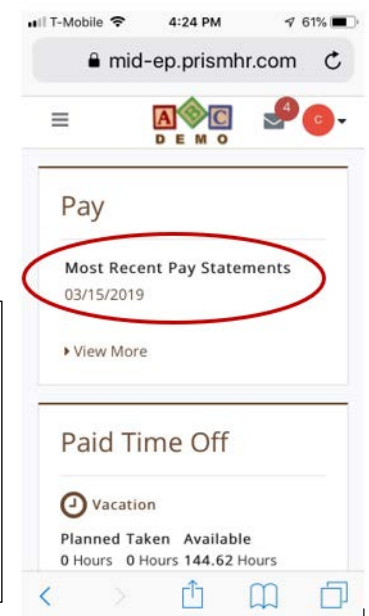 T-Mobile 4:24 PM 61%
mid-ep.prismhr.com
A B C 4 C
DEMO
Pay
Most Recent Pay Statements
03/15/2019
View More
Paid Time Off
Vacation
Planned Taken Available
0 Hours 0 Hours 144.62 Hours